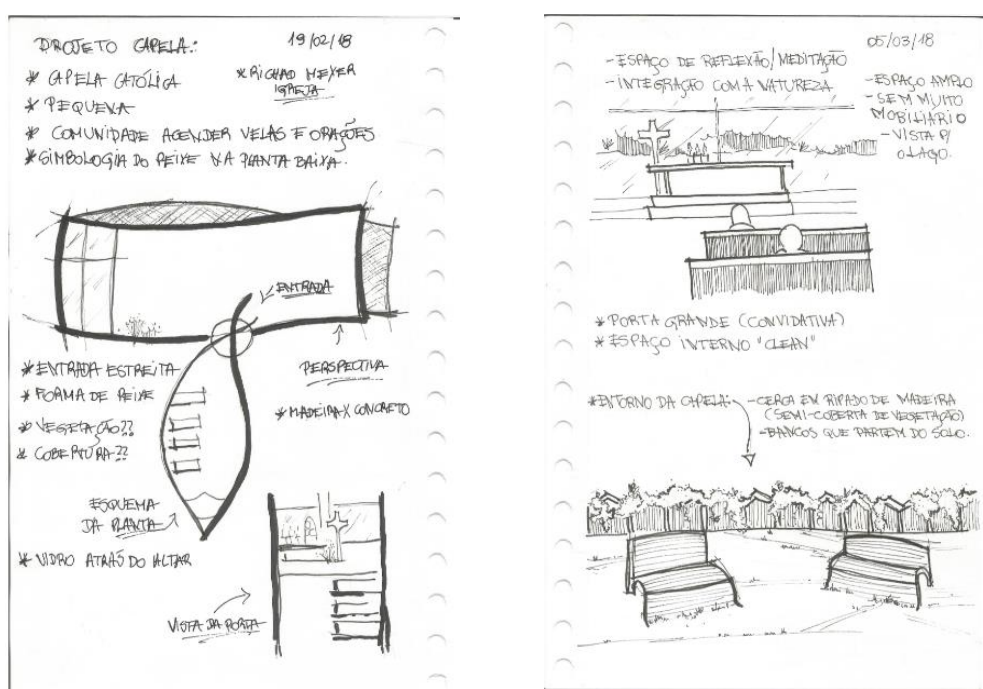 PROJETO CAPELA:
19/02/18
* CAPELA CATÓLICA
* RICHAD MEYER
IGREJA
* PEQUENA
* COMUNIDADE ACENDER VELAS E ORAÇÕES
* SIMBOLOGIA DO PEIXE NA PLANTA BAIXA.
ENTRADA
PERSPECTIVA
* ENTRADA ESTREITA
* FORMA DE PEIXE
* MADEIRA X CONCRETO
* VEGETAÇÃO??
* COBERTURA??
ESQUEMA
DA PLANTA
* VIDRO ATRÁS DO ALTAR
VISTA DA PORTA
05/03/18
- ESPAÇO DE REFLEXÃO/MEDITAÇÃO
- INTEGRAÇÃO COM A NATUREZA
- ESPAÇO AMPLO
- SEM MUITO
MOBILIÁRIO
- VISTA P/
O LAGO.
* PORTA GRANDE (CONVIDATIVA)
* ESPAÇO INTERNO "CLEAN"
* ENTORNO DA CAPELA:
- CERCA EM RIPADO DE MADEIRA
(SEMI-COBERTA DE VEGETAÇÃO)
- BANCOS QUE PARTEM DO SOLO.